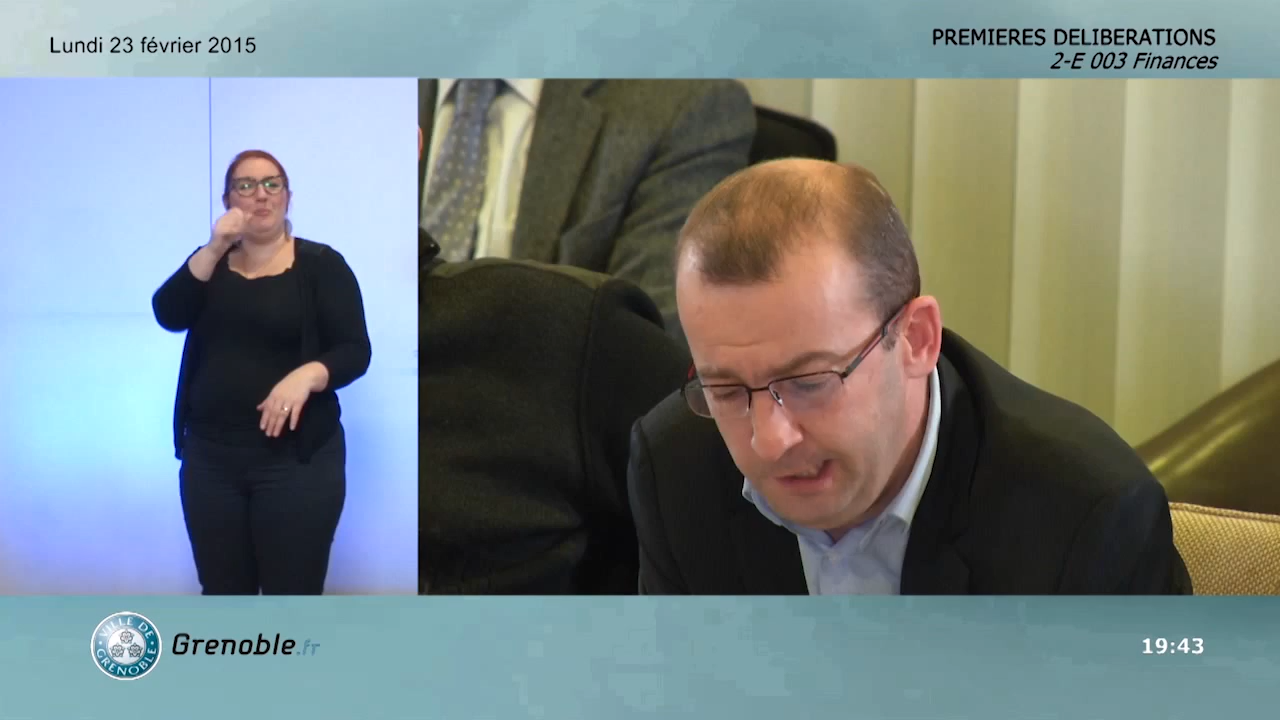 Lundi 23 février 2015
PREMIERES DELIBERATIONS
2-E 003 Finances
VILLE DE
GRENOBLE
Grenoble.fr
19:43